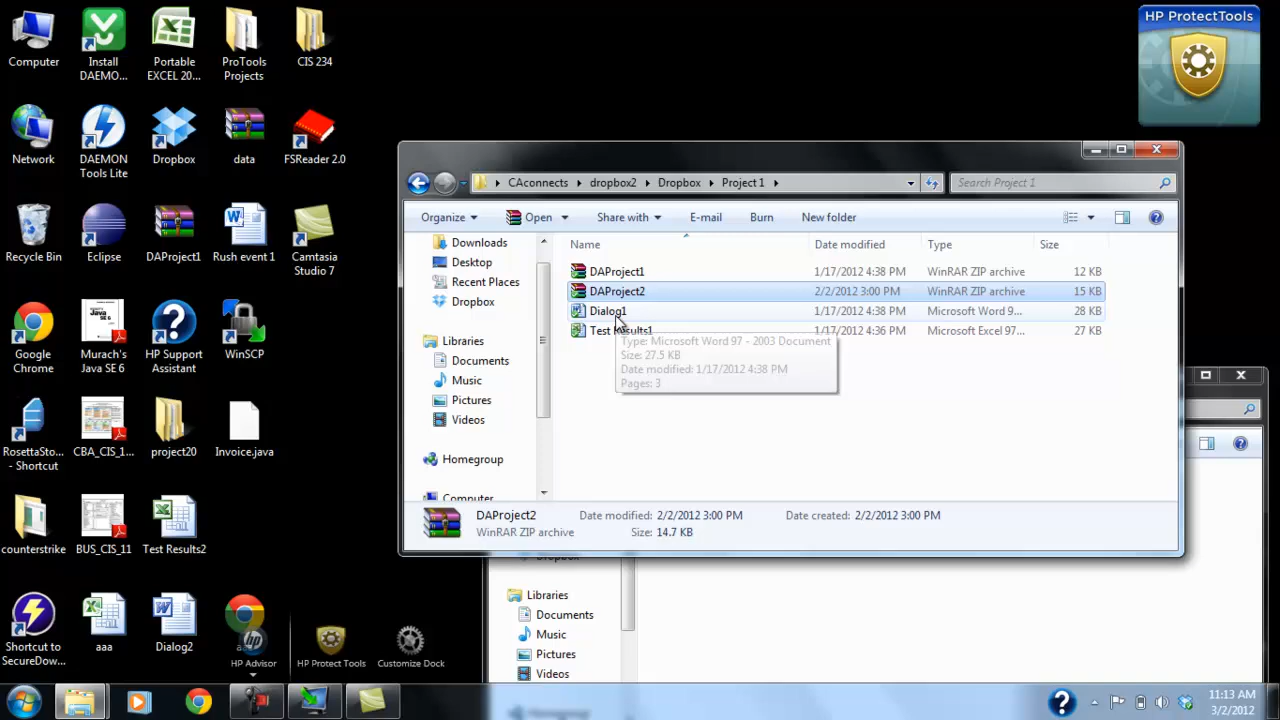 HP ProtectTools
Computer
Install
DAEMO...
Portable
EXCEL 20...
ProTools
Projects
CIS 234
Network
DAEMON
Tools Lite
Dropbox
data
FSReader 2.0
Recycle Bin
Eclipse
DAProject1
Rush event 1
Camtasia
Studio 7
Google
Chrome
Murach's
Java SE 6
HP Support
Assistant
WinSCP
RosettaSto...
- Shortcut
CBA_CIS_1...
project20
Invoice.java
counterstrike
BUS_CIS_11
Test Results2
Shortcut to
SecureDow...
aaa
Dialog2
HP Advisor
HP Protect Tools
Customize Dock
CAconnects
dropbox2
Dropbox
Project 1
Search Project 1
Organize
Open
Share with
E-mail
Burn
New folder
Downloads
Desktop
Recent Places
Dropbox
Libraries
Documents
Music
Pictures
Videos
Homegroup
Computer
Name Date modified Type Size
DAProject1 1/17/2012 4:38 PM WinRAR ZIP archive 12 KB
DAProject2 2/2/2012 3:00 PM WinRAR ZIP archive 15 KB
Dialog1 1/17/2012 4:38 PM Microsoft Word 9... 28 KB
Test Results1 1/17/2012 4:36 PM Microsoft Excel 97... 27 KB
Type: Microsoft Word 97 - 2003 Document
Size: 27.5 KB
Date modified: 1/17/2012 4:38 PM
Pages: 3
DAProject2 Date modified: 2/2/2012 3:00 PM Date created: 2/2/2012 3:00 PM
WinRAR ZIP archive Size: 14.7 KB
Dropbox
Libraries
Documents
Music
Pictures
Videos
11:13 AM
3/2/2012